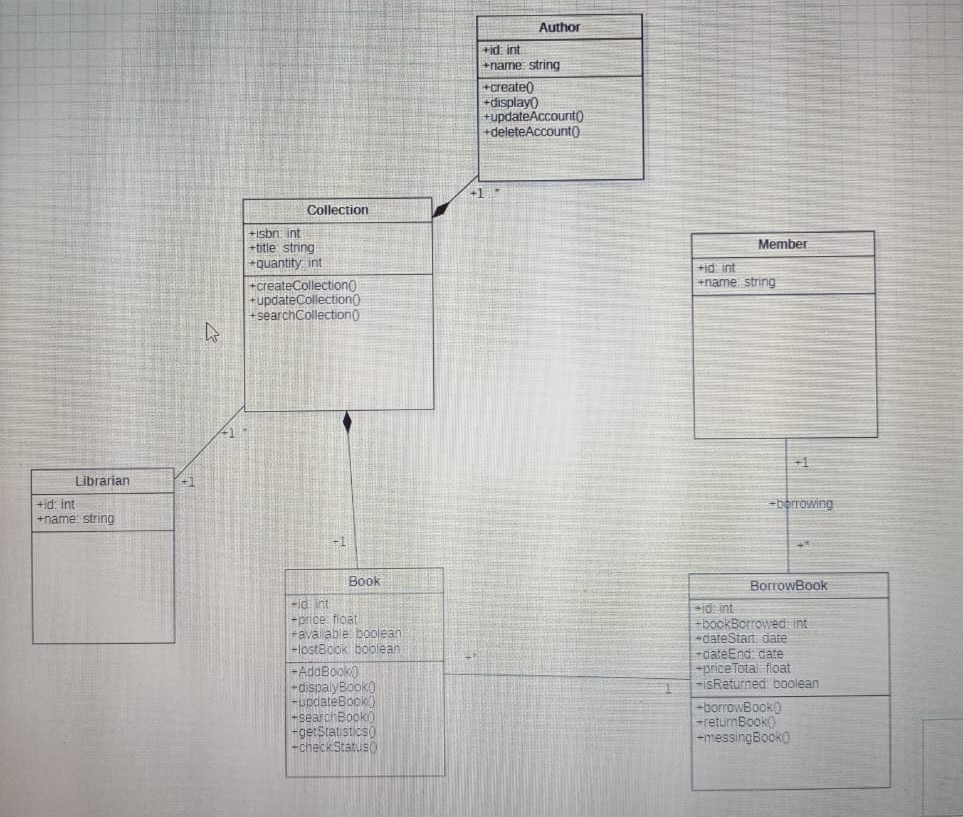 Author
+id: int
+name: string
+create()
+display()
+updateAccount()
+deleteAccount()
+1..*
Collection
+isbn: int
+title: string
+quantity: int
+createCollection()
+updateCollection()
+searchCollection()
Member
+id: int
+name: string
+1
+borrowing
+*
+1..*
+1
Librarian
+id: int
+name: string
+1
Book
+id: int
+price: float
+available: boolean
+lostBook: boolean
+AddBook()
+dispalyBook()
+updateBook()
+searchBook()
+getStatistics()
+checkStatus()
+*
1
BorrowBook
+id: int
+bookBorrowed: int
+dateStart: date
+dateEnd: date
+priceTotal: float
+isReturned: boolean
+borrowBook()
+returnBook()
+messingBook()